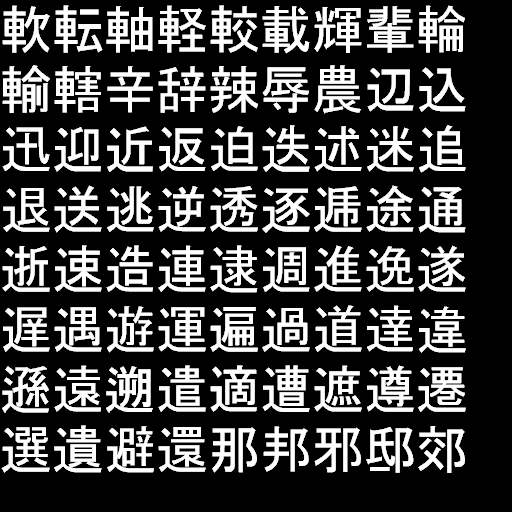 軟転軸軽較載輝輩輪
輸轄辛辞辣辱農辺込
迅迎近返迫迭述迷追
退送逃逆透逐逓途通
逝速造連逮週進逸遂
遅遇遊運遍過道達違
遜遠遡遣適遭遮遵遷
選遺避還那邦邪邸郊